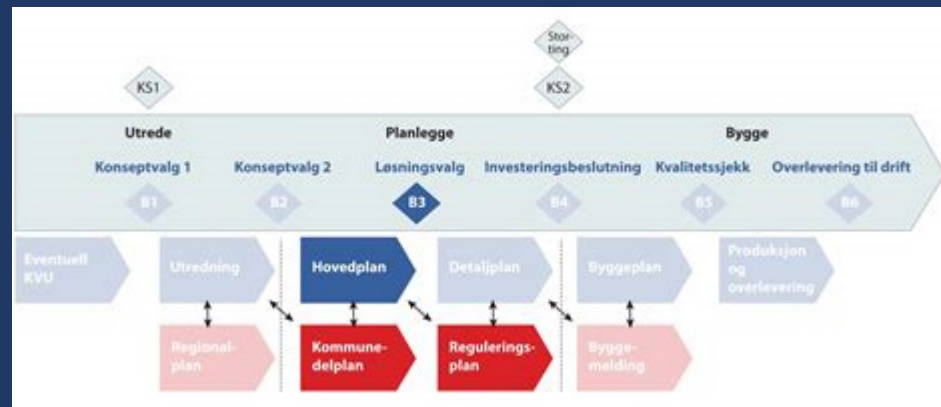 Stor-
ting
KS1
KS2
Utrede
Planlegge
Bygge
Konseptvalg 1
Konseptvalg 2
Løsningsvalg
Investeringsbeslutning
Kvalitetssjekk
Overlevering til drift
B1
B2
B3
B4
B5
B6
Eventuell
KVU
Utredning
Hovedplan
Detaljplan
Byggeplan
Produksjon
og
overlevering
Regional-
plan
Kommune-
delplan
Regulerings-
plan
Bygge-
melding